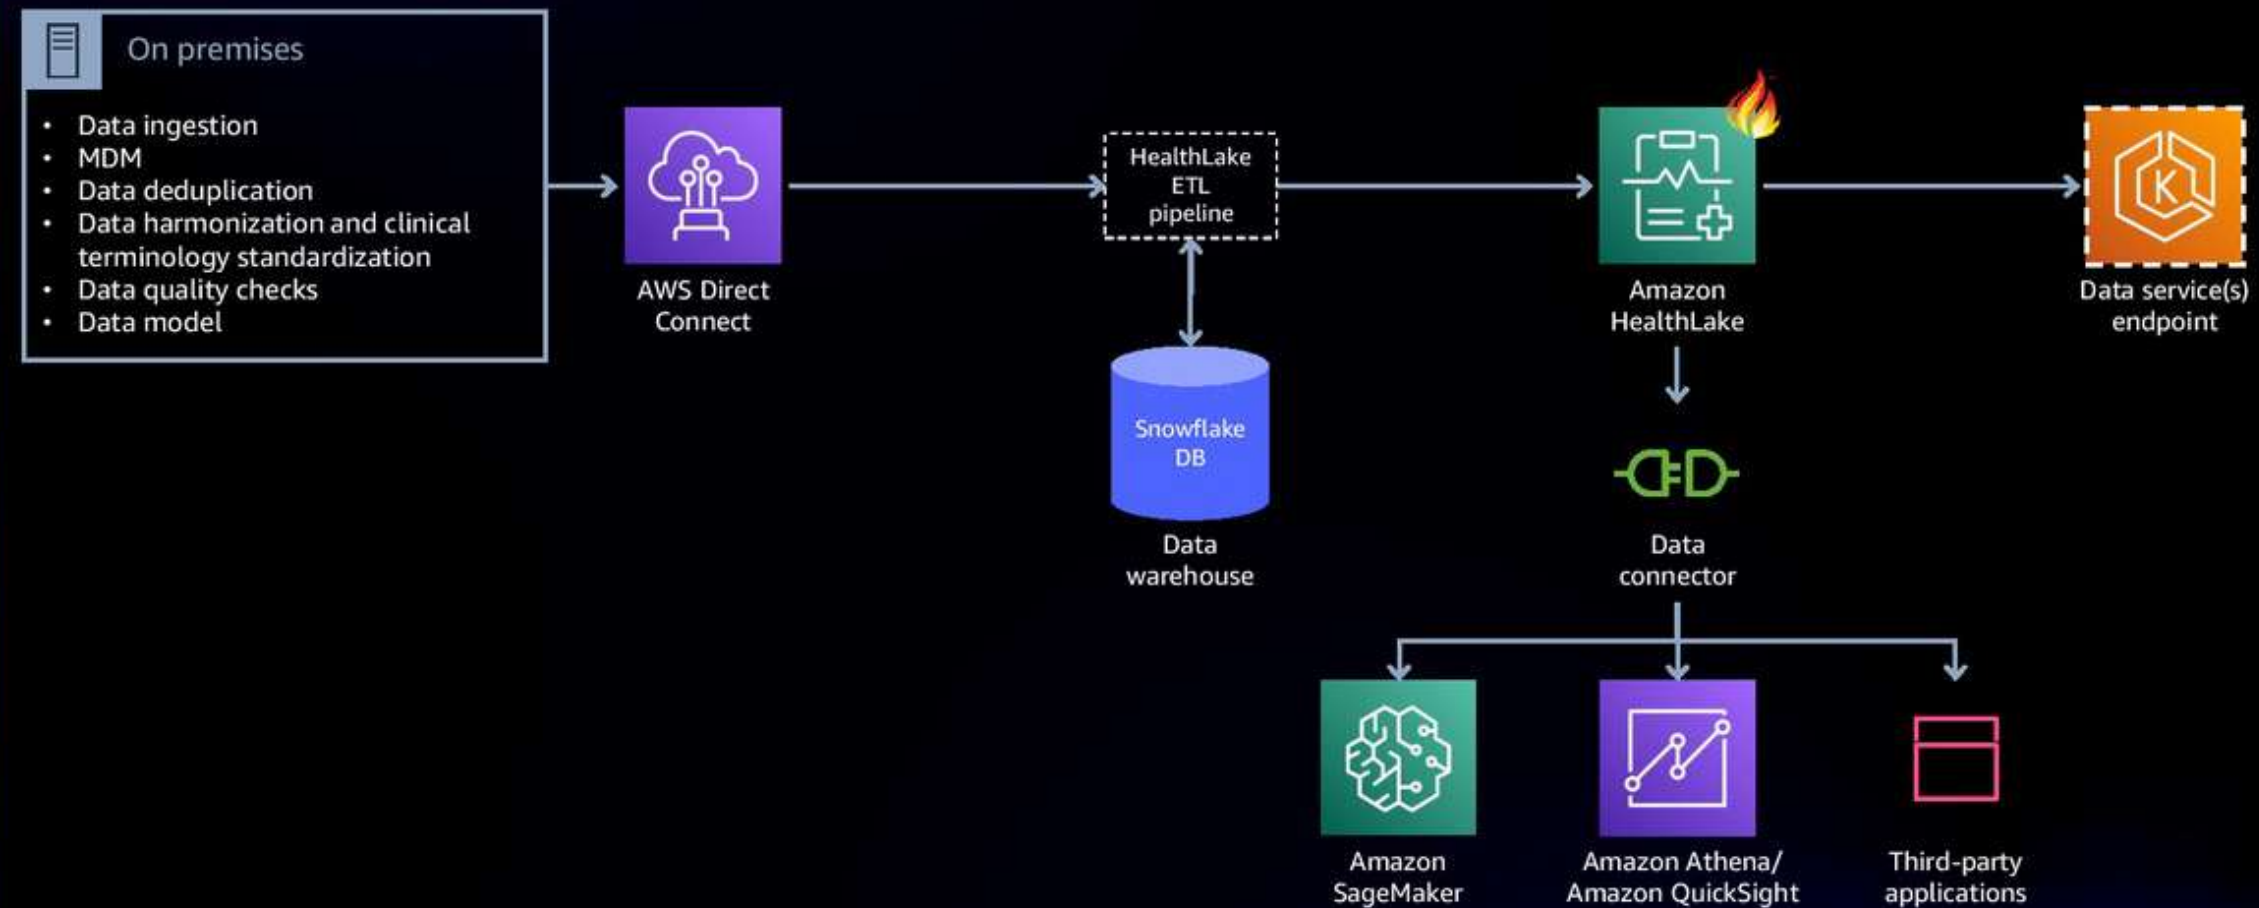 On premises
• Data ingestion
• MDM
• Data deduplication
• Data harmonization and clinical
terminology standardization
• Data quality checks
• Data model
AWS Direct
Connect
HealthLake
ETL
pipeline
Snowflake
DB
Data
warehouse
Amazon
HealthLake
Data
connector
K
Data service(s)
endpoint
Amazon
SageMaker
Amazon Athena/
Amazon QuickSight
Third-party
applications